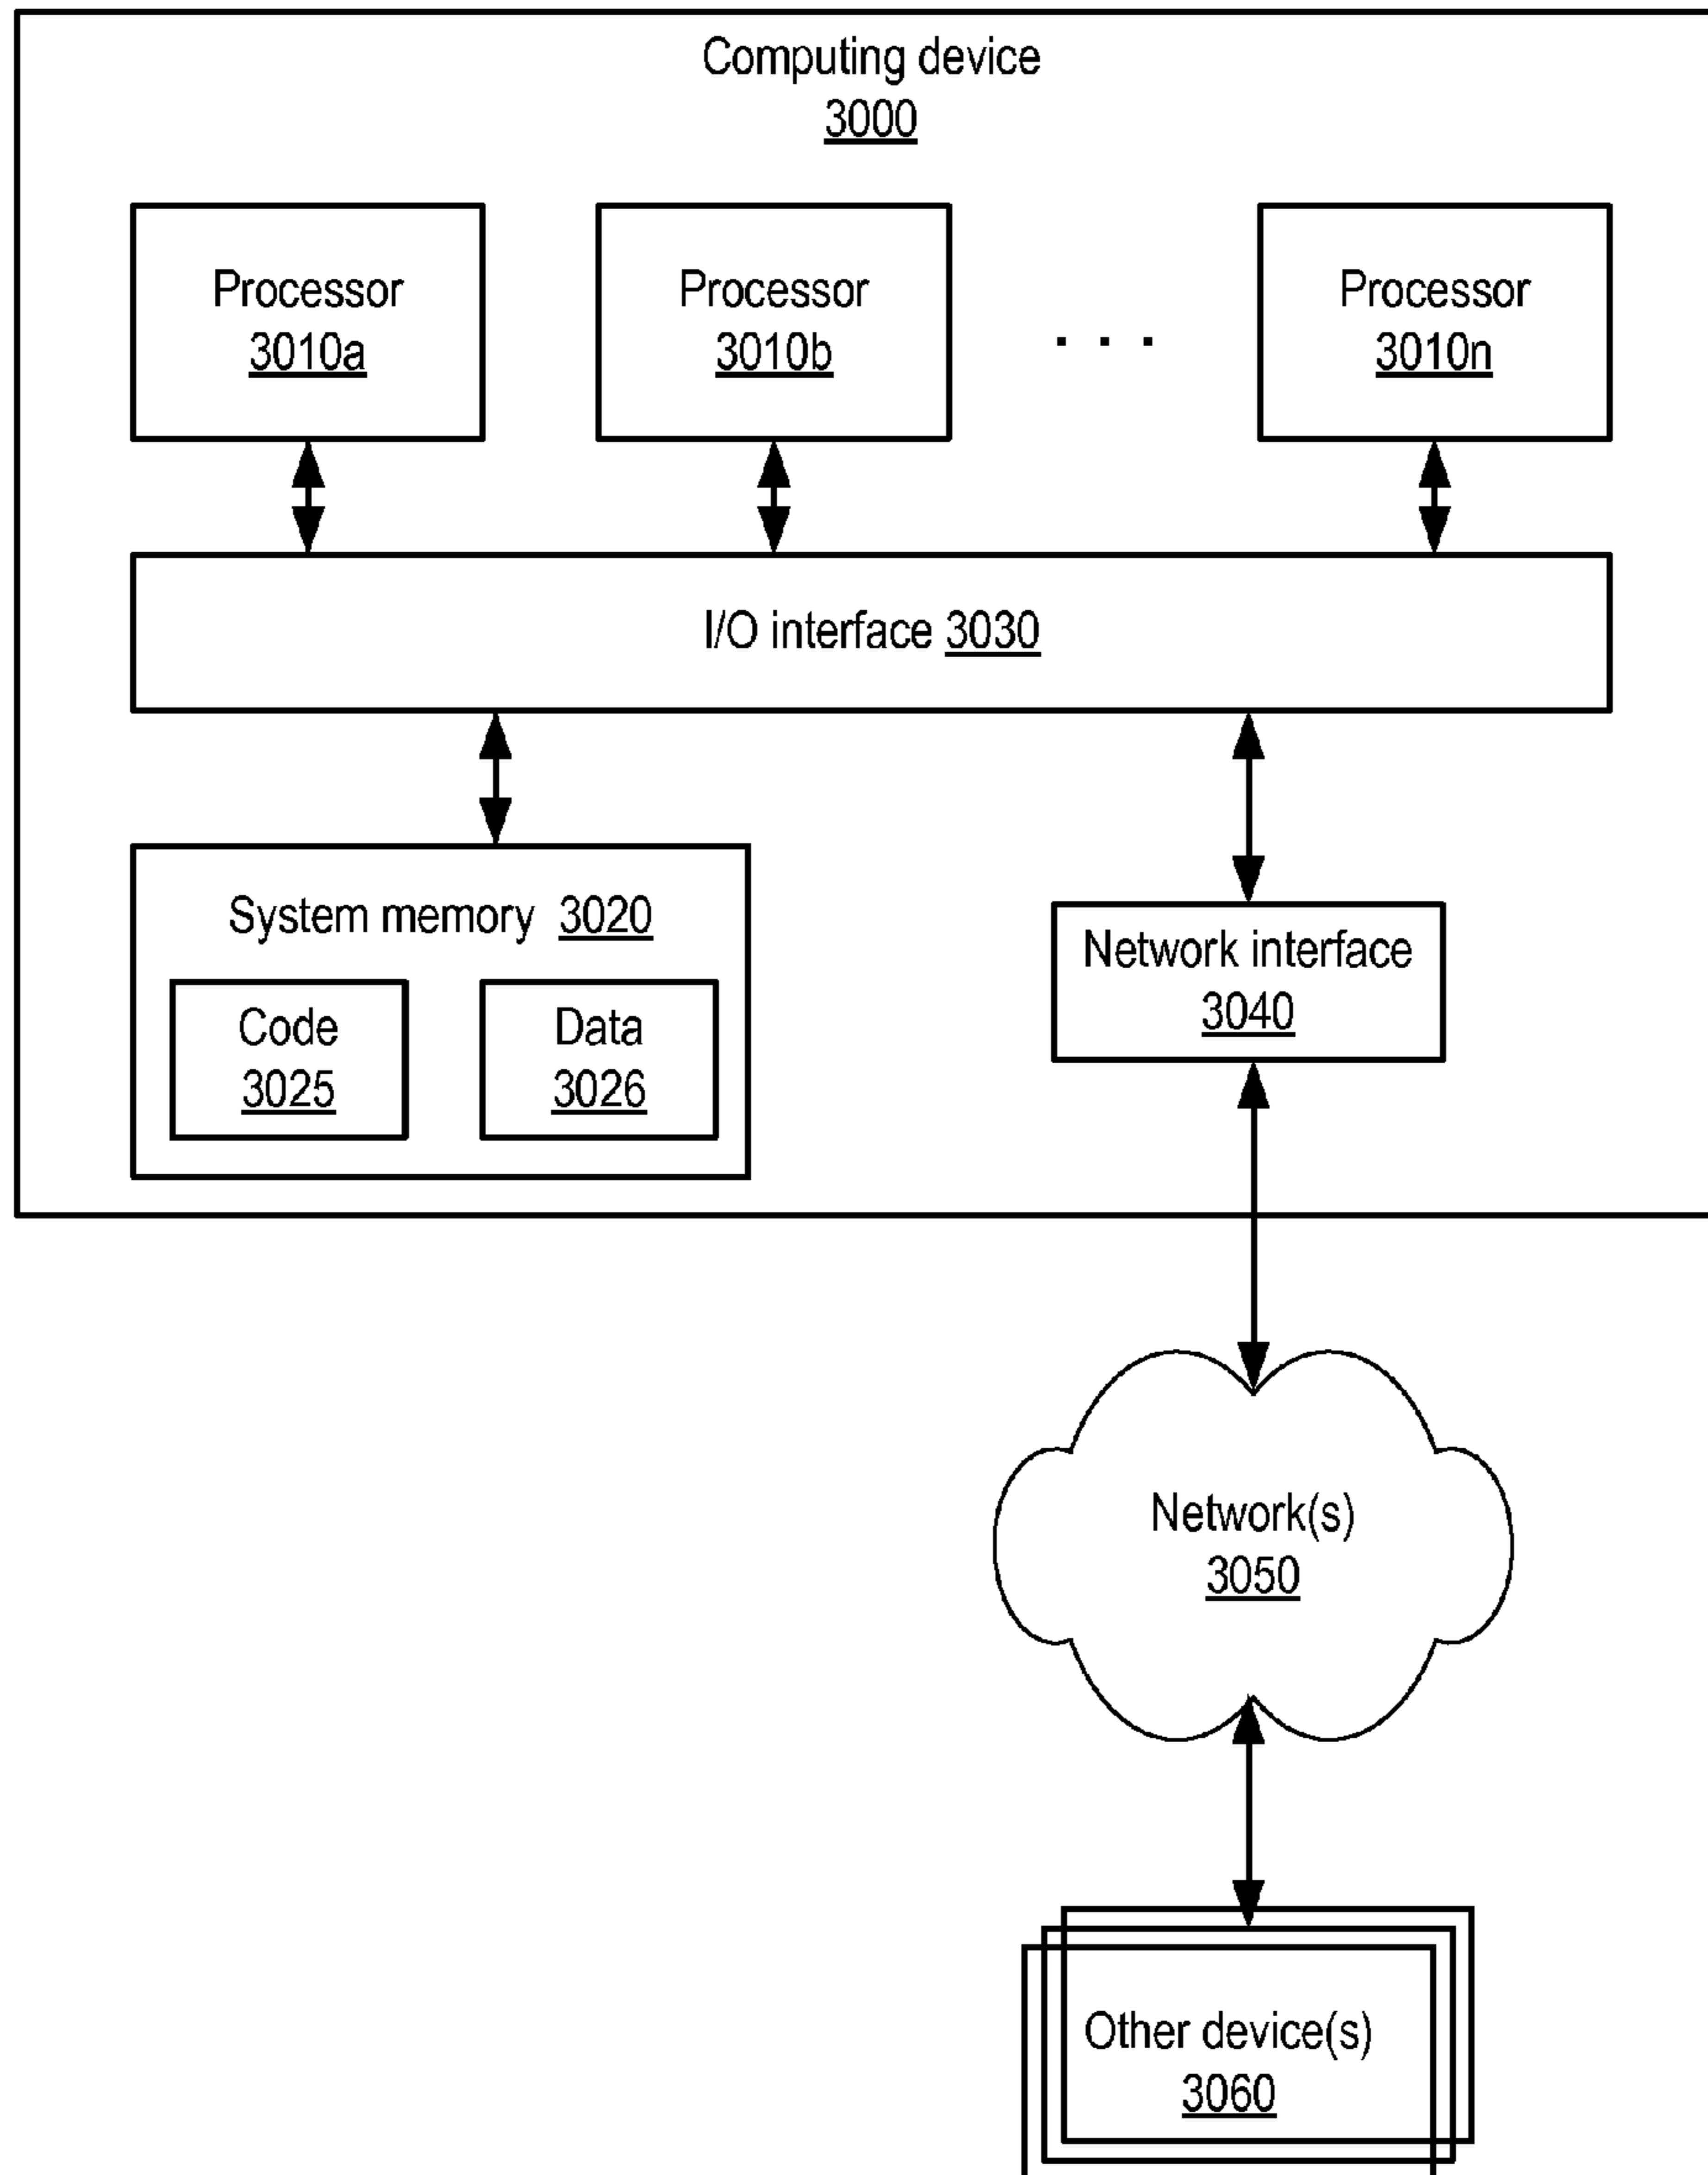 Computing device
3000
Processor
3010a
Processor
3010b
. . .
Processor
3010n
I/O interface 3030
System memory 3020
Code
3025
Data
3026
Network interface
3040
Network(s)
3050
Other device(s)
3060